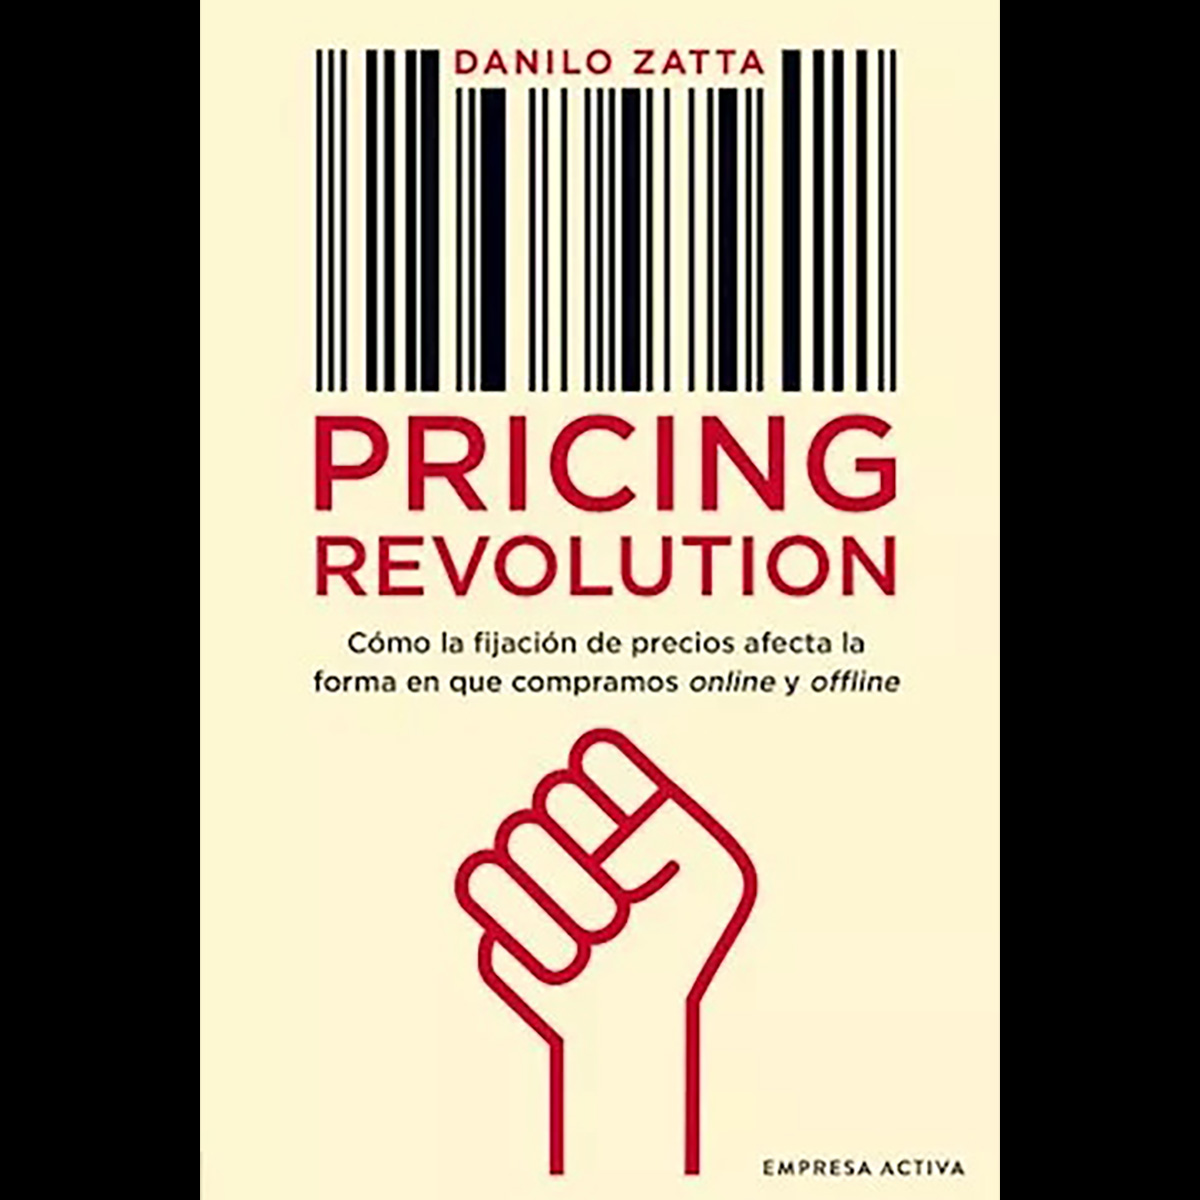 DANILO ZATTA
PRICING
REVOLUTION
Cómo la fijación de precios afecta la
forma en que compramos online y offline
EMPRESA ACTIVA